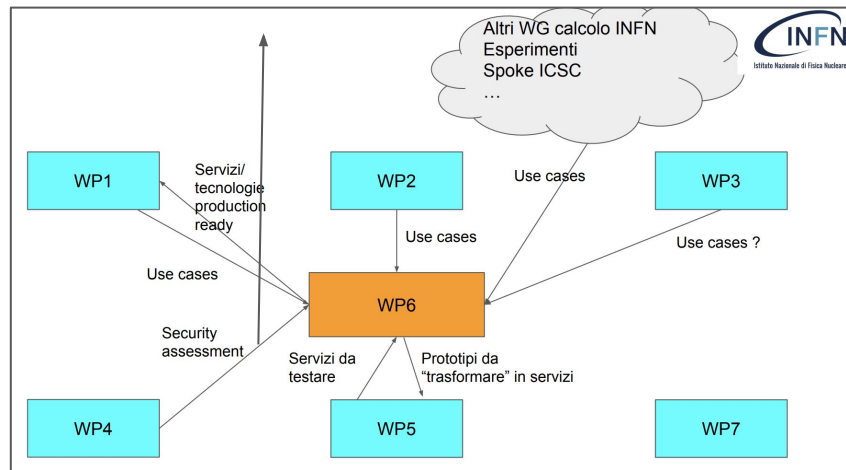 Altri WG calcolo INFN
Esperimenti
Spoke ICSC
...
INFN
Istituto Nazionale di Fisica Nucleare
WP1
Servizi/
tecnologie
production
ready
WP2
Use cases
WP3
Use cases
Use cases
Use cases ?
WP6
Security
assessment
Servizi da
testare
Prototipi da
“trasformare” in servizi
WP4
WP5
WP7